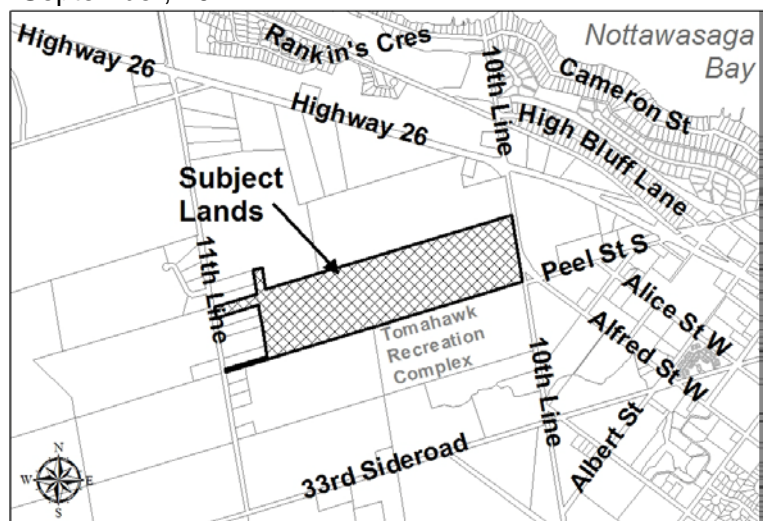 Highway 26
Rankin's Cres
10th Line
Cameron St
Nottawasaga
Bay
Highway 26
High Bluff Lane
Subject
Lands
11th Line
Peel St S
Alice St W
Alfred St W
Tomahawk
Recreation
Complex
10th Line
Albert St
33rd Sideroad
N
W
E
S